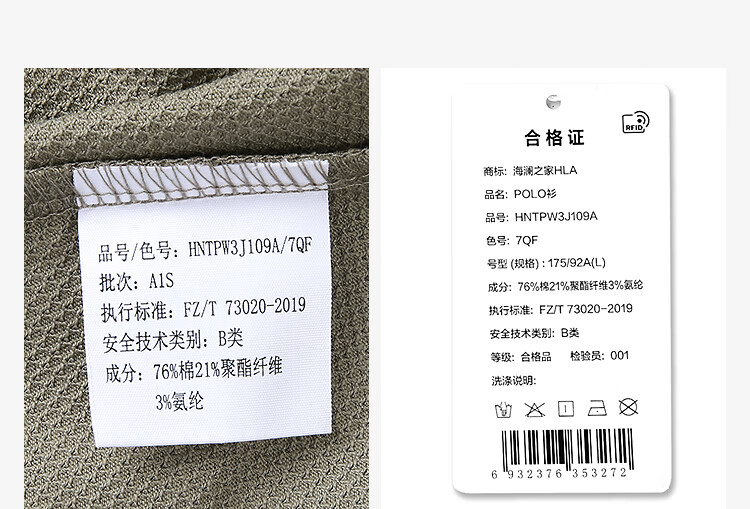 品号/色号: HNTPW3J109A/7QF
批次: A1S
执行标准: FZ/T 73020-2019
安全技术类别: B类
成分: 76%棉21%聚酯纤维
3%氨纶
RFID
合格证
商标: 海澜之家HLA
品名: POLO衫
品号: HNTPW3J109A
色号: 7QF
号型 (规格) : 175/92A(L)
成分: 76%棉21%聚酯纤维3%氨纶
执行标准: FZ/T 73020-2019
安全技术类别: B类
等级: 合格品 检验员: 001
洗涤说明:
6 932376 353272